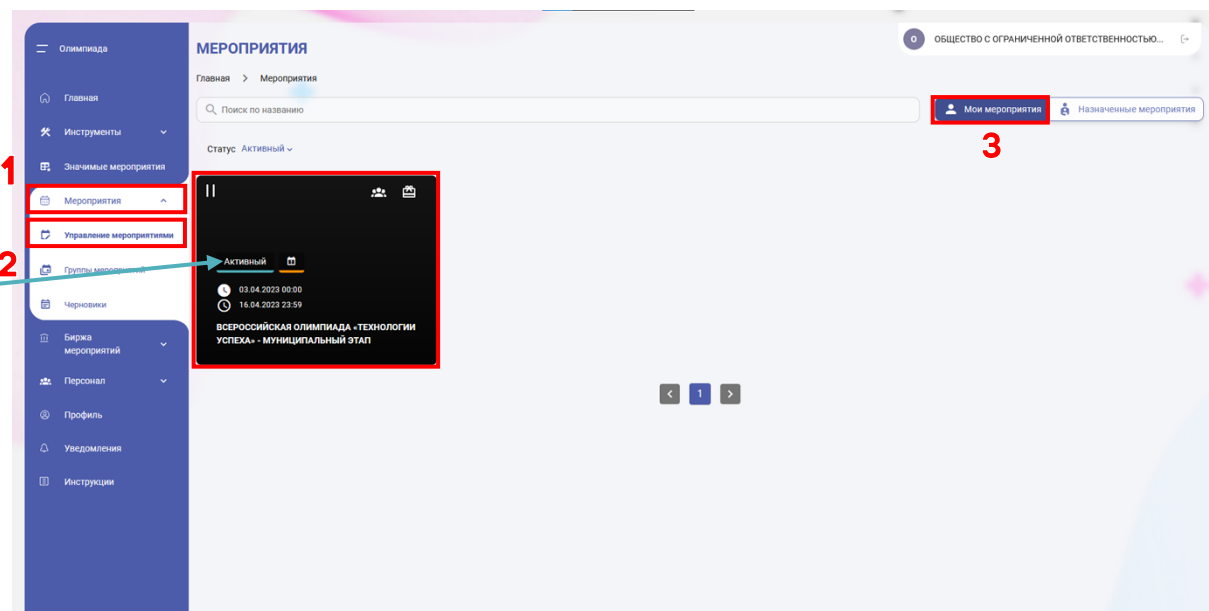 Олимпиада
Главная
Инструменты
Значимые мероприятия
1
Мероприятия
Управление мероприятиями
2
Группы мероприятий
Черновики
Биржа
мероприятий
Персонал
Профиль
Уведомления
Инструкции
МЕРОПРИЯТИЯ
О ОБЩЕСТВО С ОГРАНИЧЕННОЙ ОТВЕТСТВЕННОСТЬЮ...
Главная > Мероприятия
Поиск по названию
Мои мероприятия
Назначенные мероприятия
3
Статус Активный
Активный
03.04.2023 00:00
16.04.2023 23:59
ВСЕРОССИЙСКАЯ ОЛИМПИАДА «ТЕХНОЛОГИИ
УСПЕХА» - МУНИЦИПАЛЬНЫЙ ЭТАП
< 1 >